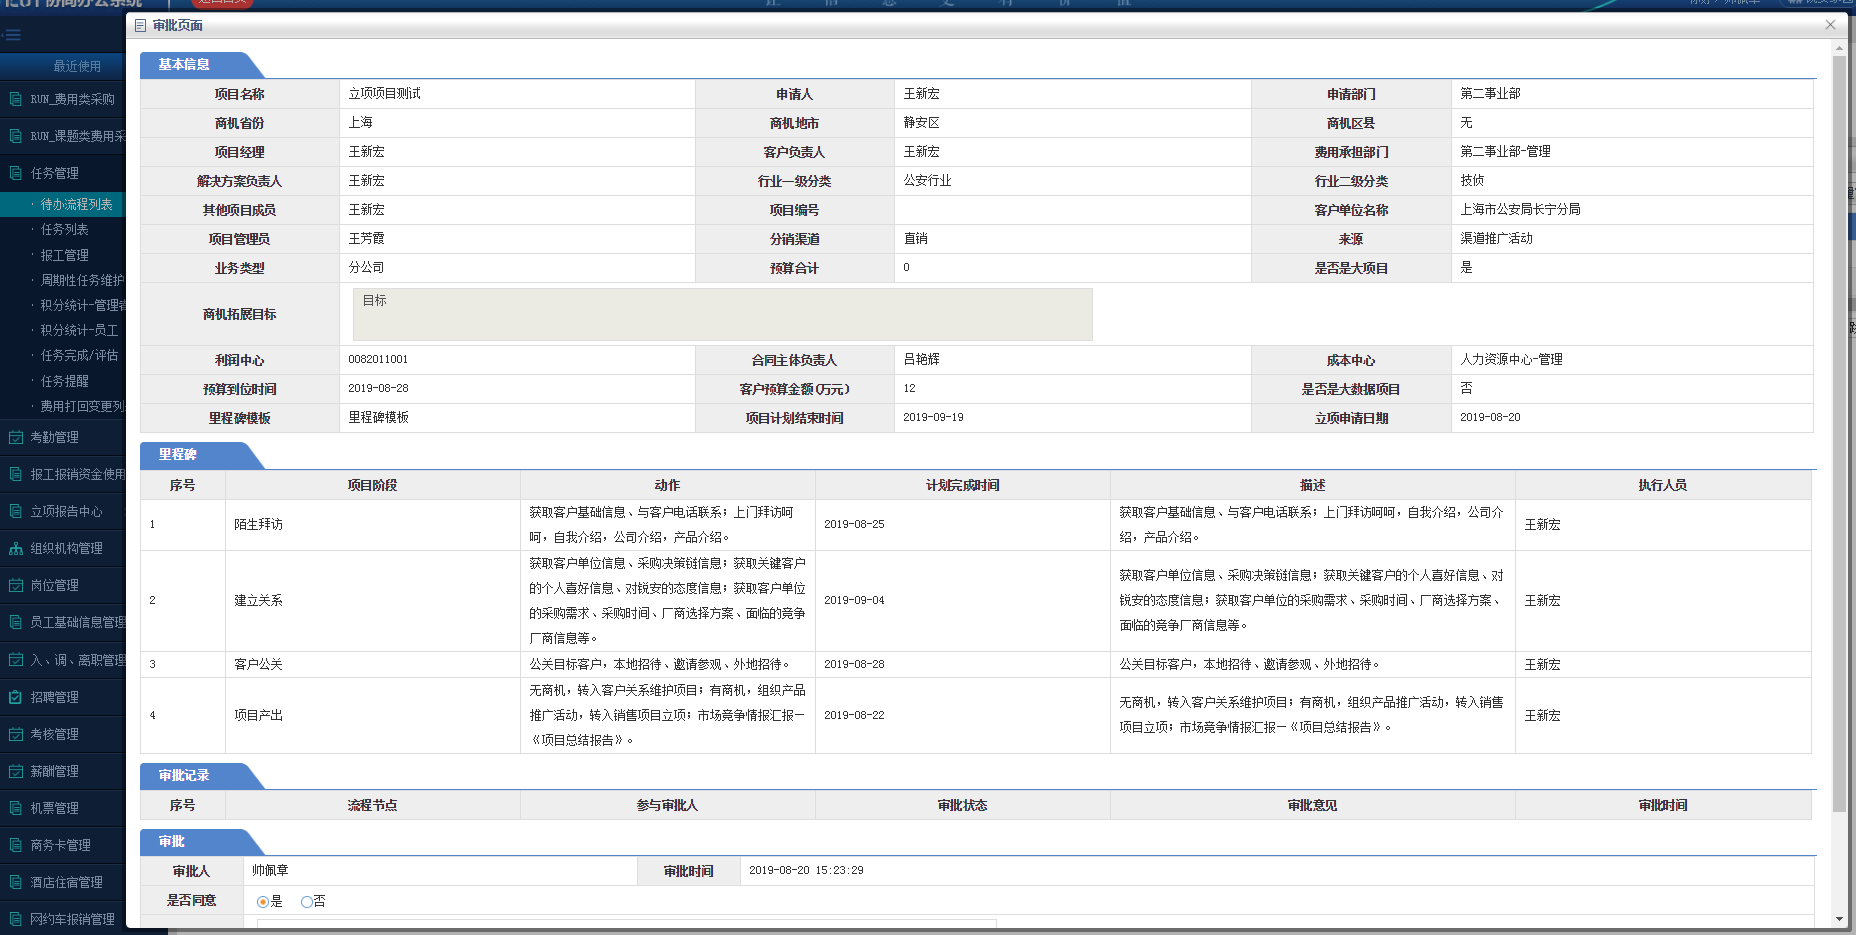 审批页面
最近使用
RUN_费用类采购
RUN_课题类费用采
任务管理
· 待办流程列表
· 任务列表
· 报工管理
· 周期性任务维护
· 积分统计-管理者
· 积分统计-员工
· 任务完成/评估
· 任务提醒
· 费用打回变更列
考勤管理
报工报销资金使用
立项报告中心
组织机构管理
岗位管理
员工基础信息管理
入、调、离职管理
招聘管理
考核管理
薪酬管理
机票管理
商务卡管理
酒店住宿管理
网约车报销管理
基本信息
项目名称 立项项目测试 申请人 王新宏 申请部门 第二事业部
商机省份 上海 商机地市 静安区 商机区县 无
项目经理 王新宏 客户负责人 王新宏 费用承担部门 第二事业部-管理
解决方案负责人 王新宏 行业一级分类 公安行业 行业二级分类 技侦
其他项目成员 王新宏 项目编号 客户单位名称 上海市公安局长宁分局
项目管理员 王芳霞 分销渠道 直销 来源 渠道推广活动
业务类型 分公司 预算合计 0 是否是大项目 是
商机拓展目标 目标
利润中心 0082011001 合同主体负责人 吕艳辉 成本中心 人力资源中心-管理
预算到位时间 2019-08-28 客户预算金额(万元) 12 是否是大数据项目 否
里程碑模板 里程碑模板 项目计划结束时间 2019-09-19 立项申请日期 2019-08-20
里程碑
序号 项目阶段 动作 计划完成时间 描述 执行人员
1 陌生拜访 获取客户基础信息、与客户电话联系；上门拜访呵
呵，自我介绍，公司介绍，产品介绍。 2019-08-25 获取客户基础信息、与客户电话联系；上门拜访呵呵，自我介绍，公司介
绍，产品介绍。 王新宏
2 建立关系 获取客户单位信息、采购决策链信息；获取关键客户
的个人喜好信息、对锐安的态度信息；获取客户单位
的采购需求、采购时间、厂商选择方案、面临的竞争
厂商信息等。 2019-09-04 获取客户单位信息、采购决策链信息；获取关键客户的个人喜好信息、对
锐安的态度信息；获取客户单位的采购需求、采购时间、厂商选择方案、
面临的竞争厂商信息等。 王新宏
3 客户公关 公关目标客户，本地招待、邀请参观、外地招待。 2019-08-28 公关目标客户，本地招待、邀请参观、外地招待。 王新宏
4 项目产出 无商机，转入客户关系维护项目；有商机，组织产品
推广活动，转入销售项目立项；市场竞争情报汇报—
《项目总结报告》。 2019-08-22 无商机，转入客户关系维护项目；有商机，组织产品推广活动，转入销售
项目立项；市场竞争情报汇报—《项目总结报告》。 王新宏
审批记录
序号 流程节点 参与审批人 审批状态 审批意见 审批时间
审批
审批人 帅佩章 审批时间 2019-08-20 15:23:29
是否同意 是 否